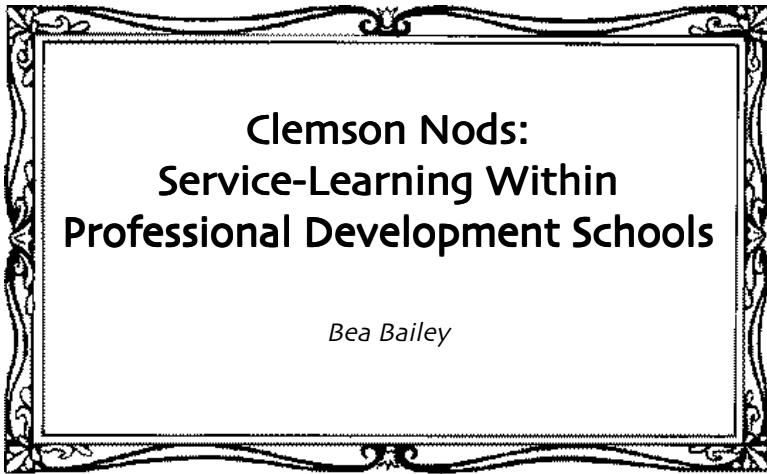 Clemson Nods:
Service-Learning Within
Professional Development Schools
Bea Bailey